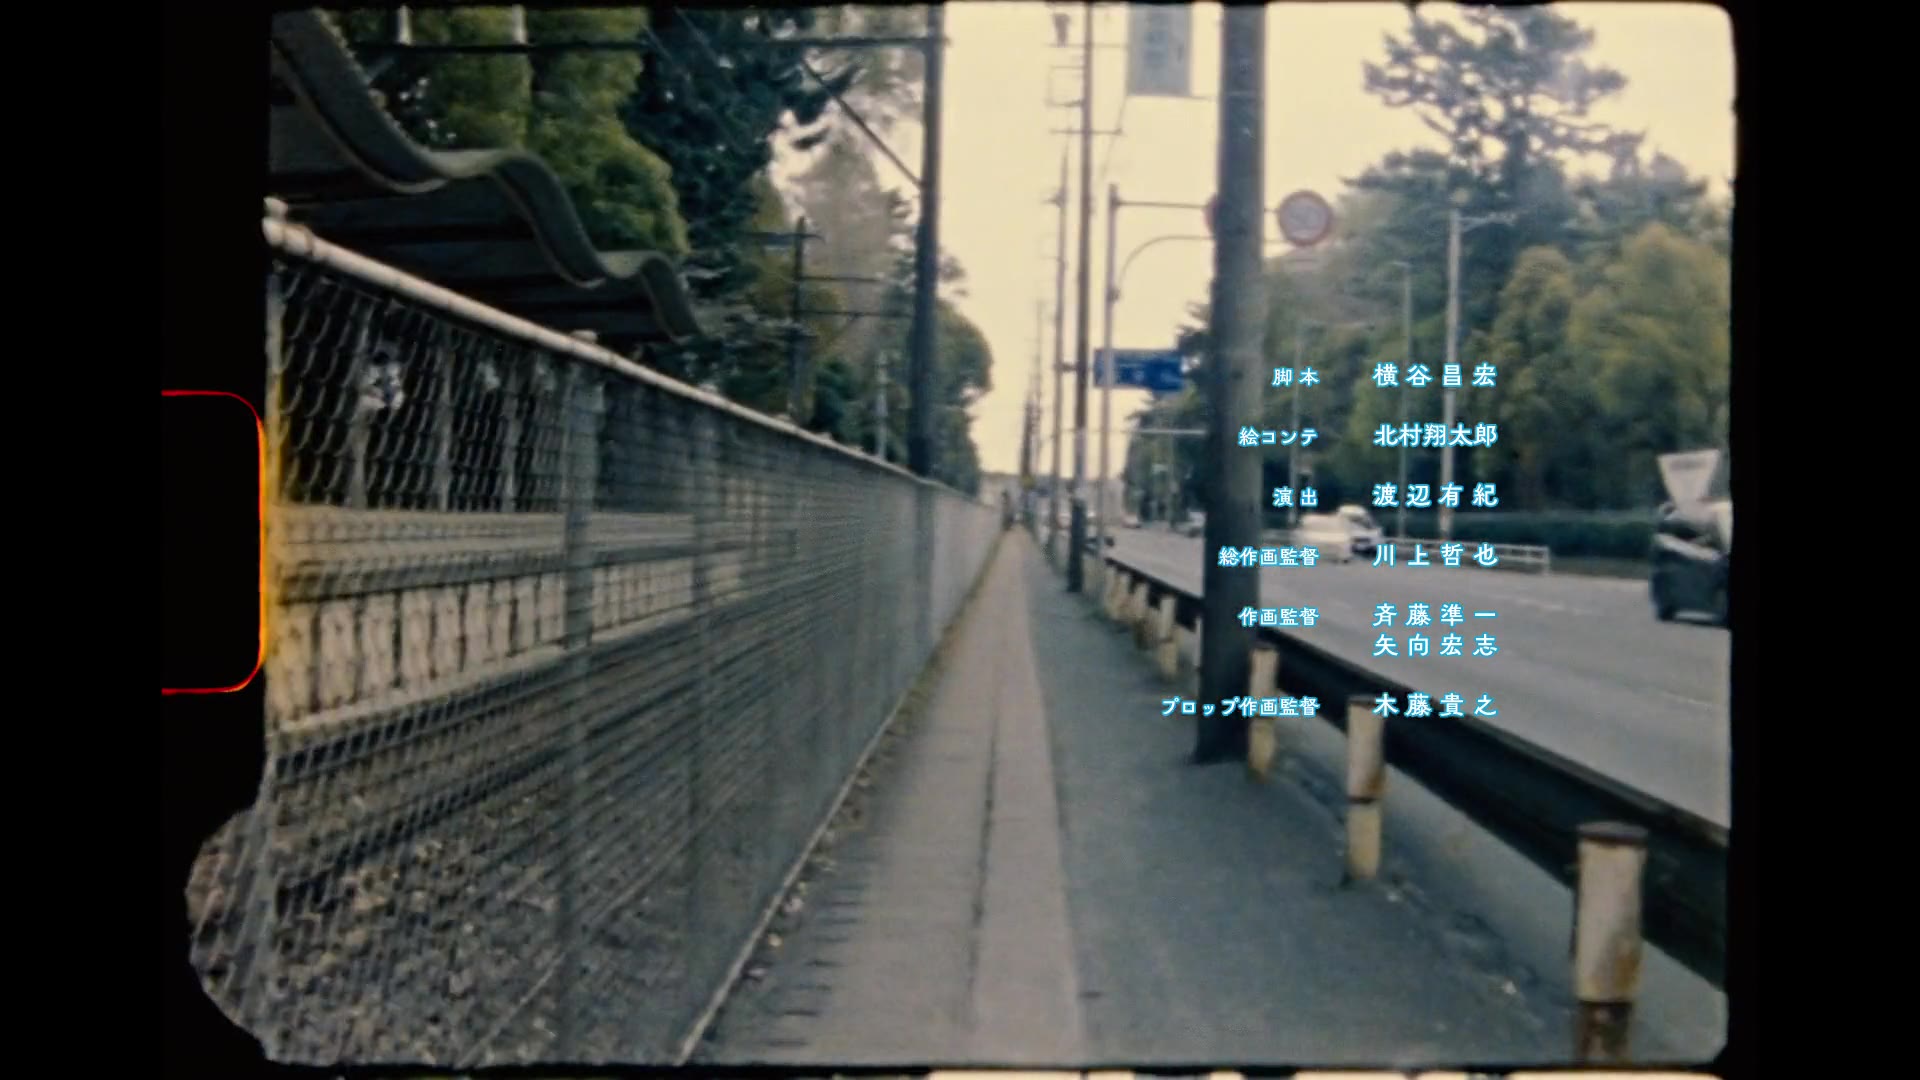 脚本 横谷昌宏
絵コンテ 北村翔太郎
演出 渡辺有紀
総作画監督 川上哲也
作画監督 斉藤準一
矢向宏志
プロップ作画監督 木藤貴之